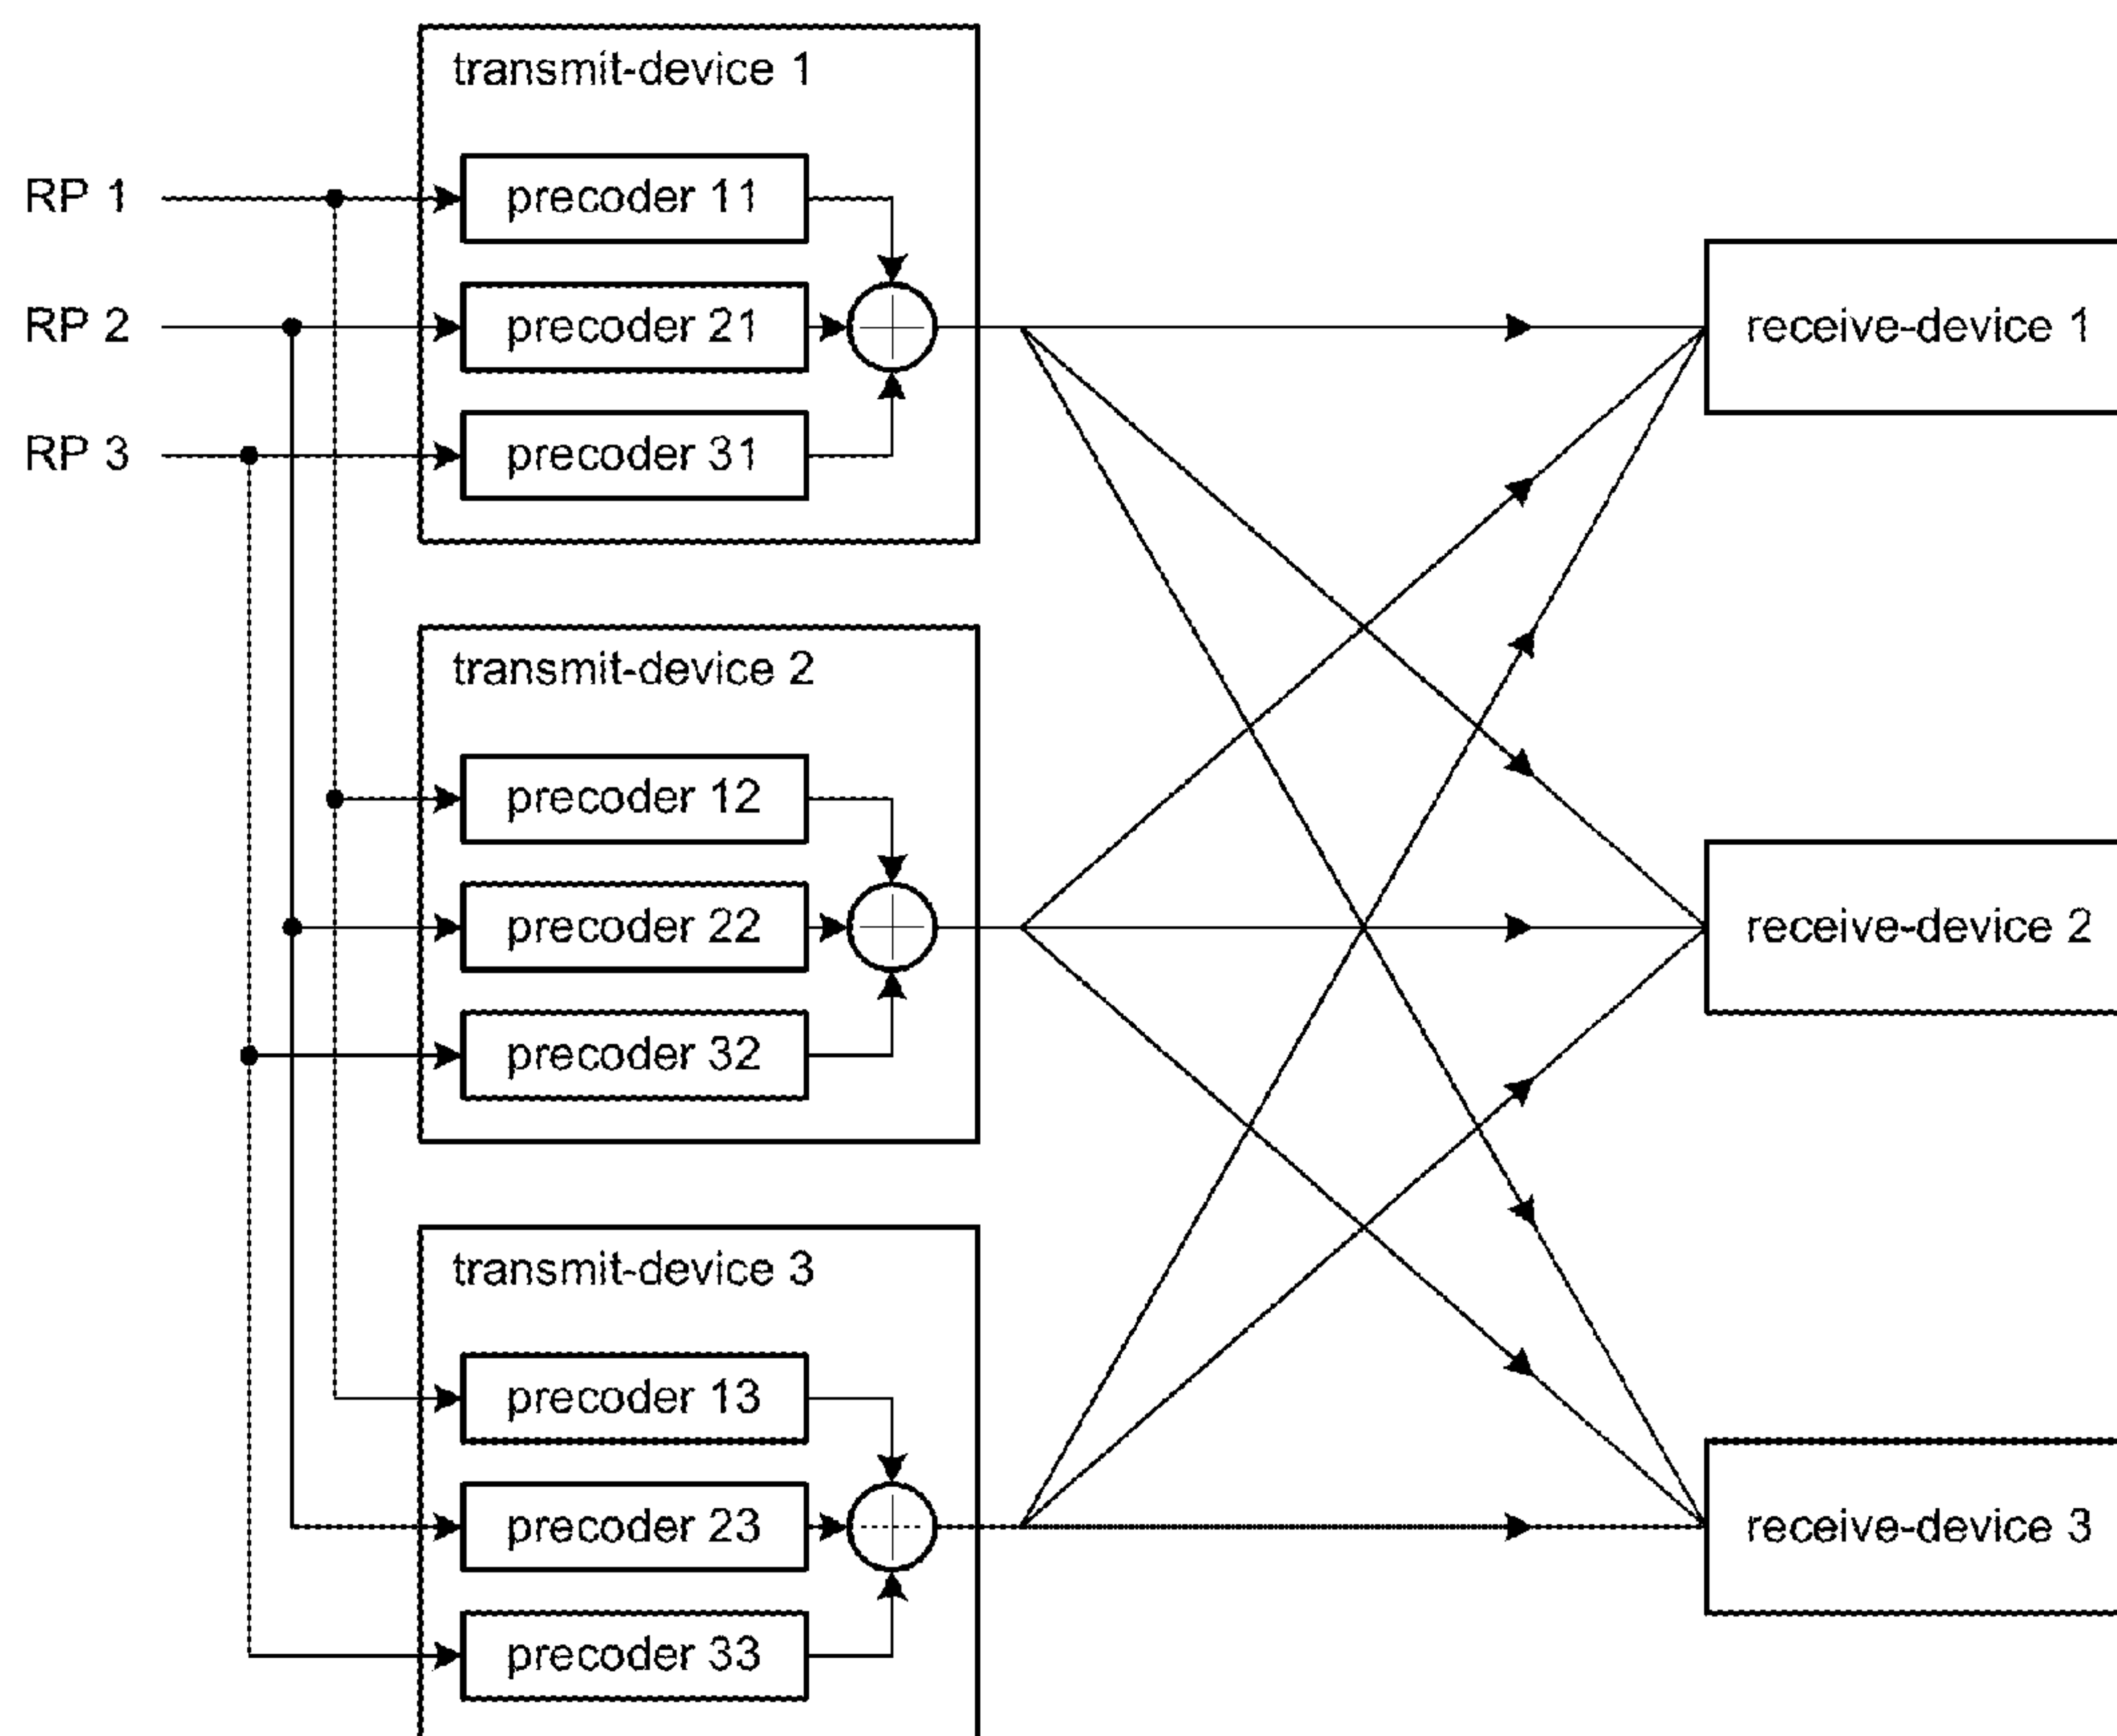 transmit-device 1
RP 1
precoder 11
RP 2
precoder 21
receive-device 1
RP 3
precoder 31
transmit-device 2
precoder 12
precoder 22
receive-device 2
precoder 32
transmit-device 3
precoder 13
precoder 23
receive-device 3
precoder 33